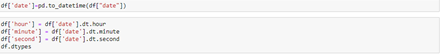 df['date']=pd.to_datetime(df["date"])
df['hour'] = df['date'].dt.hour
df['minute'] = df['date'].dt.minute
df['second'] = df['date'].dt.second
df.dtypes